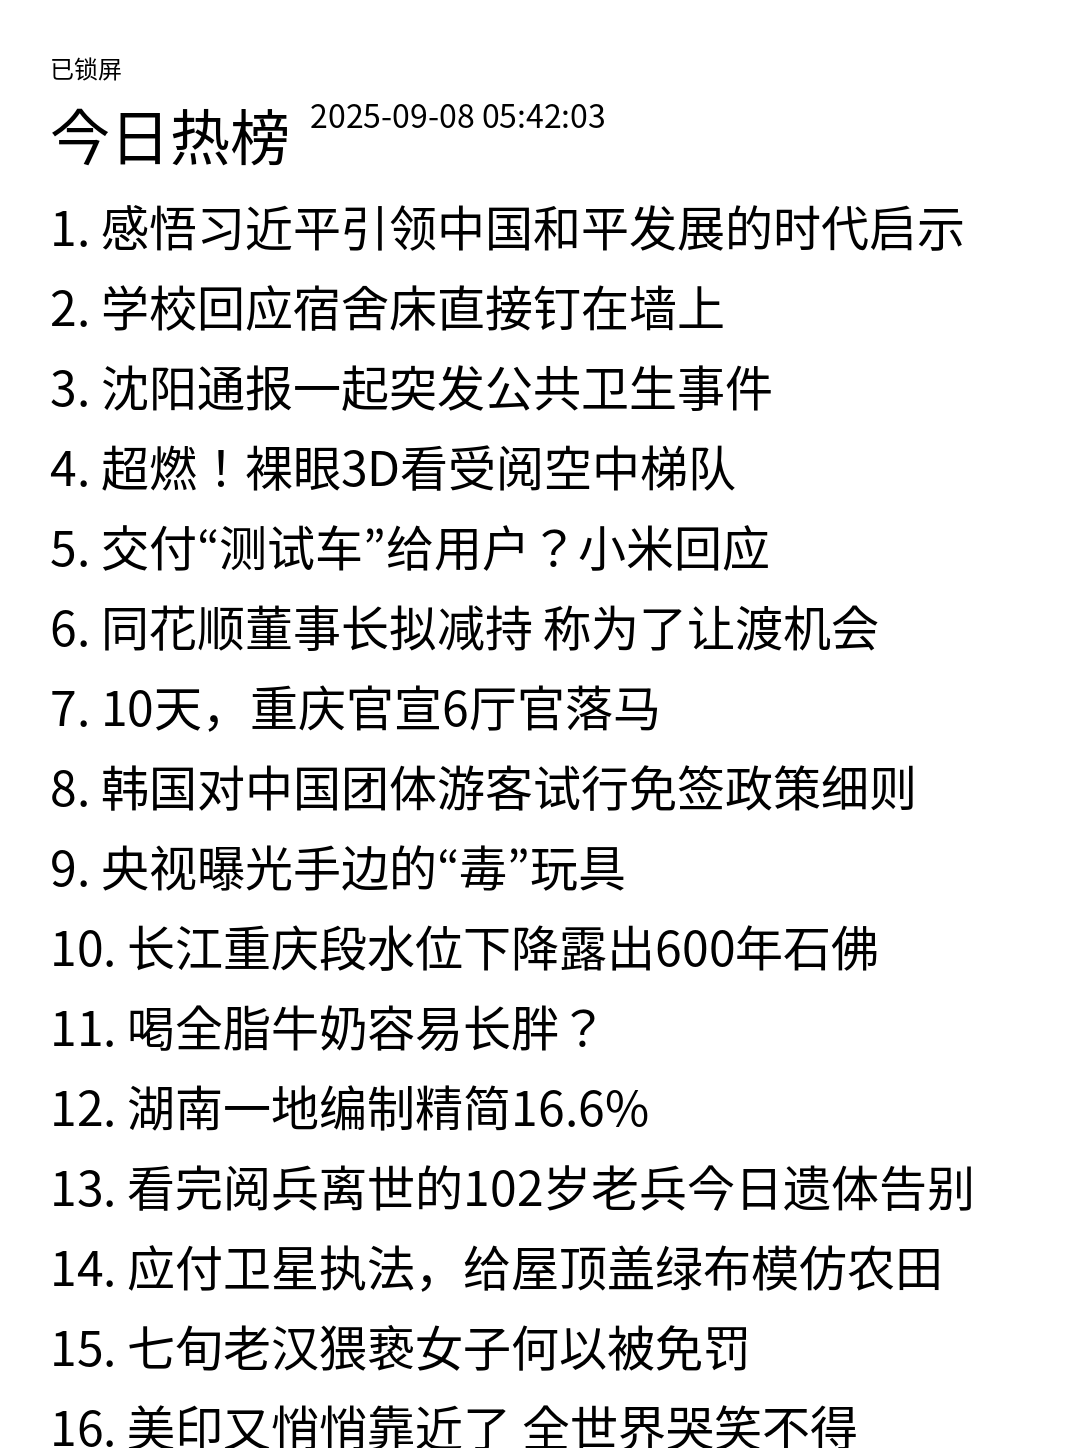 已锁屏
今日热榜 2025-09-08 05:42:03
1. 感悟习近平引领中国和平发展的时代启示
2. 学校回应宿舍床直接钉在墙上
3. 沈阳通报一起突发公共卫生事件
4. 超燃！裸眼3D看受阅空中梯队
5. 交付“测试车”给用户？小米回应
6. 同花顺董事长拟减持 称为了让渡机会
7. 10天，重庆官宣6厅官落马
8. 韩国对中国团体游客试行免签政策细则
9. 央视曝光手边的“毒”玩具
10. 长江重庆段水位下降露出600年石佛
11. 喝全脂牛奶容易长胖？
12. 湖南一地编制精简16.6%
13. 看完阅兵离世的102岁老兵今日遗体告别
14. 应付卫星执法，给屋顶盖绿布模仿农田
15. 七旬老汉猥亵女子何以被免罚
16. 美印又悄悄靠近了 全世界哭笑不得